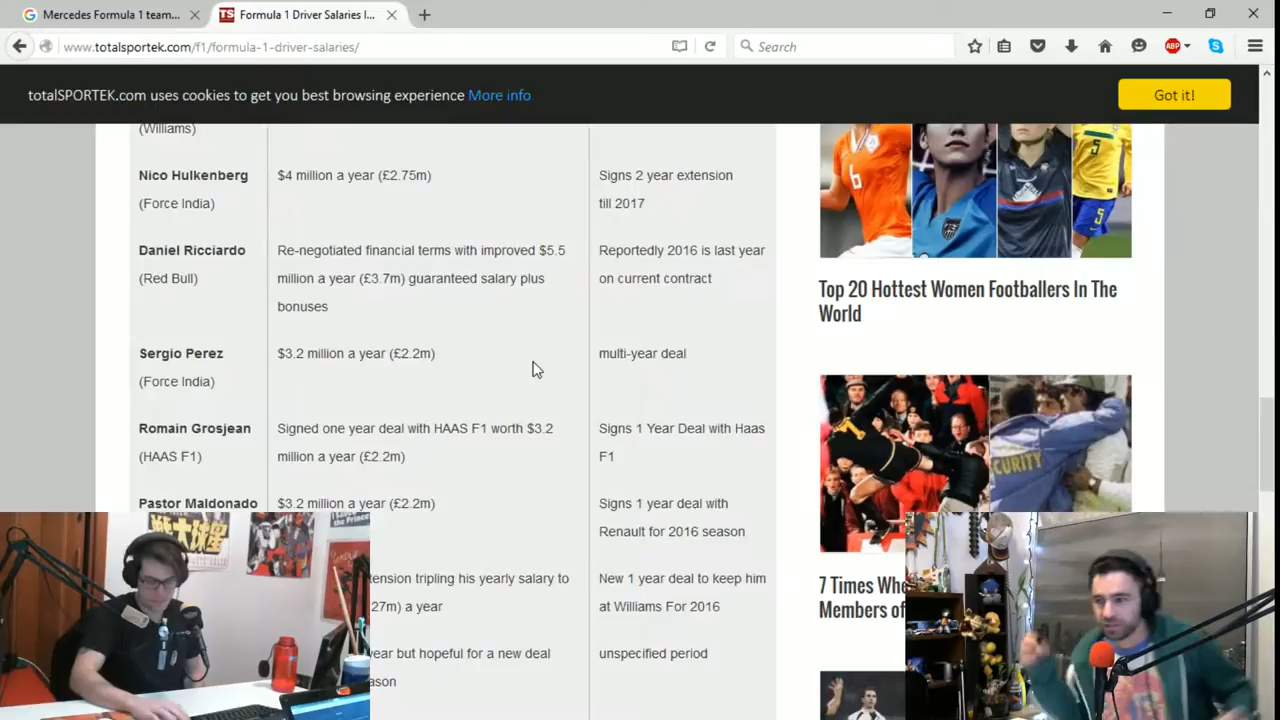 Mercedes Formula 1 team...
TS Formula 1 Driver Salaries I...
www.totalsportek.com/f1/formula-1-driver-salaries/
Search
ABP
totalSPORTEK.com uses cookies to get you best browsing experience More info
Got it!
(Williams)
Nico Hulkenberg
(Force India)
$4 million a year (£2.75m)
Signs 2 year extension
till 2017
Daniel Ricciardo
(Red Bull)
Re-negotiated financial terms with improved $5.5
million a year (£3.7m) guaranteed salary plus
bonuses
Reportedly 2016 is last year
on current contract
Sergio Perez
(Force India)
$3.2 million a year (£2.2m)
multi-year deal
Romain Grosjean
(HAAS F1)
Signed one year deal with HAAS F1 worth $3.2
million a year (£2.2m)
Signs 1 Year Deal with Haas
F1
Pastor Maldonado
$3.2 million a year (£2.2m)
Signs 1 year deal with
Renault for 2016 season
tension tripling his yearly salary to
27m) a year
New 1 year deal to keep him
at Williams For 2016
year but hopeful for a new deal
ason
unspecified period
6
5
5
Top 20 Hottest Women Footballers In The
World
CURITY
7 Times Whe
Members of